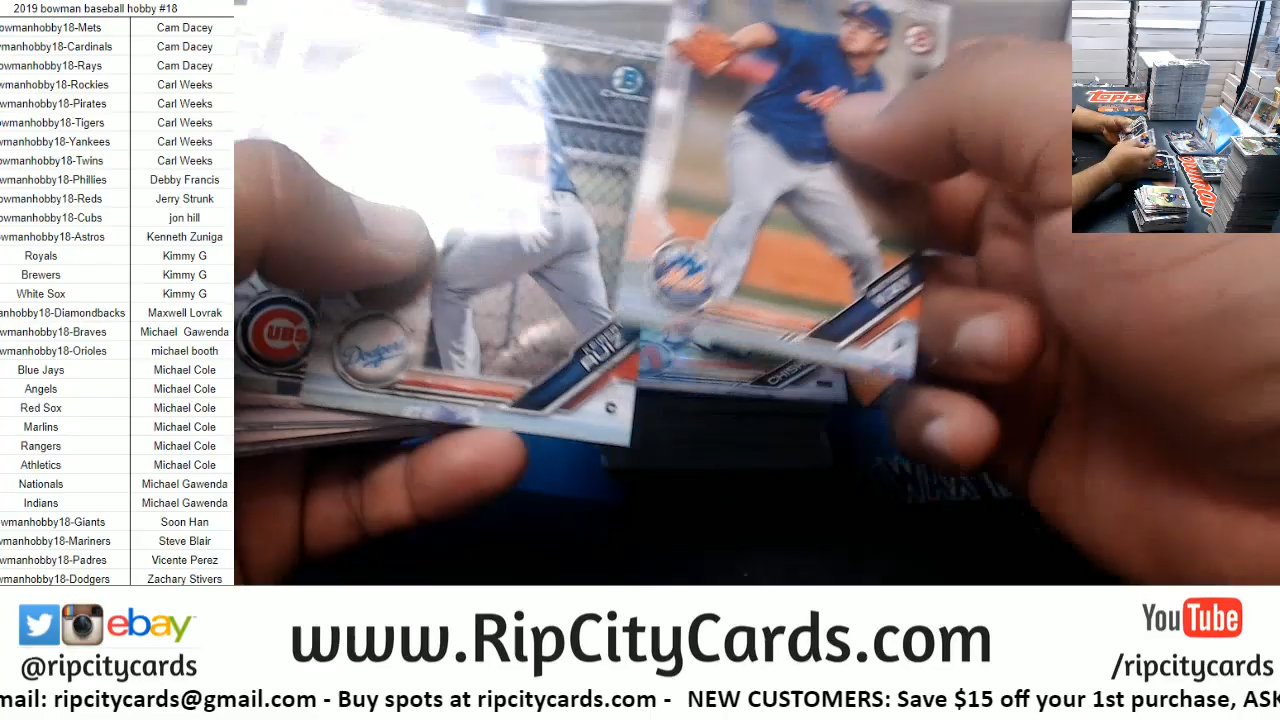 2019 bowman baseball hobby #18
owmanhobby18-Mets Cam Dacey
wmanhobby18-Cardinals Cam Dacey
owmanhobby18-Rays Cam Dacey
owmanhobby18-Rockies Carl Weeks
owmanhobby18-Pirates Carl Weeks
owmanhobby18-Tigers Carl Weeks
wmanhobby18-Yankees Carl Weeks
owmanhobby18-Twins Carl Weeks
owmanhobby18-Phillies Debby Francis
owmanhobby18-Reds Jerry Strunk
owmanhobby18-Cubs jon hill
owmanhobby18-Astros Kenneth Zuniga
Royals Kimmy G
Brewers Kimmy G
White Sox Kimmy G
anhobby18-Diamondbacks Maxwell Lovrak
owmanhobby18-Braves Michael Gawenda
owmanhobby18-Orioles michael booth
Blue Jays Michael Cole
Angels Michael Cole
Red Sox Michael Cole
Marlins Michael Cole
Rangers Michael Cole
Athletics Michael Cole
Nationals Michael Gawenda
Indians Michael Gawenda
owmanhobby18-Giants Soon Han
wmanhobby18-Mariners Steve Blair
owmanhobby18-Padres Vicente Perez
wmanhobby18-Dodgers Zachary Stivers
CUBS
Dodgers
RUIZ
Topps
ebay
@ripcitycards
www.RipCityCards.com
YouTube
/ripcitycards
mail: ripcitycards@gmail.com - Buy spots at ripcitycards.com - NEW CUSTOMERS: Save $15 off your 1st purchase, ASK